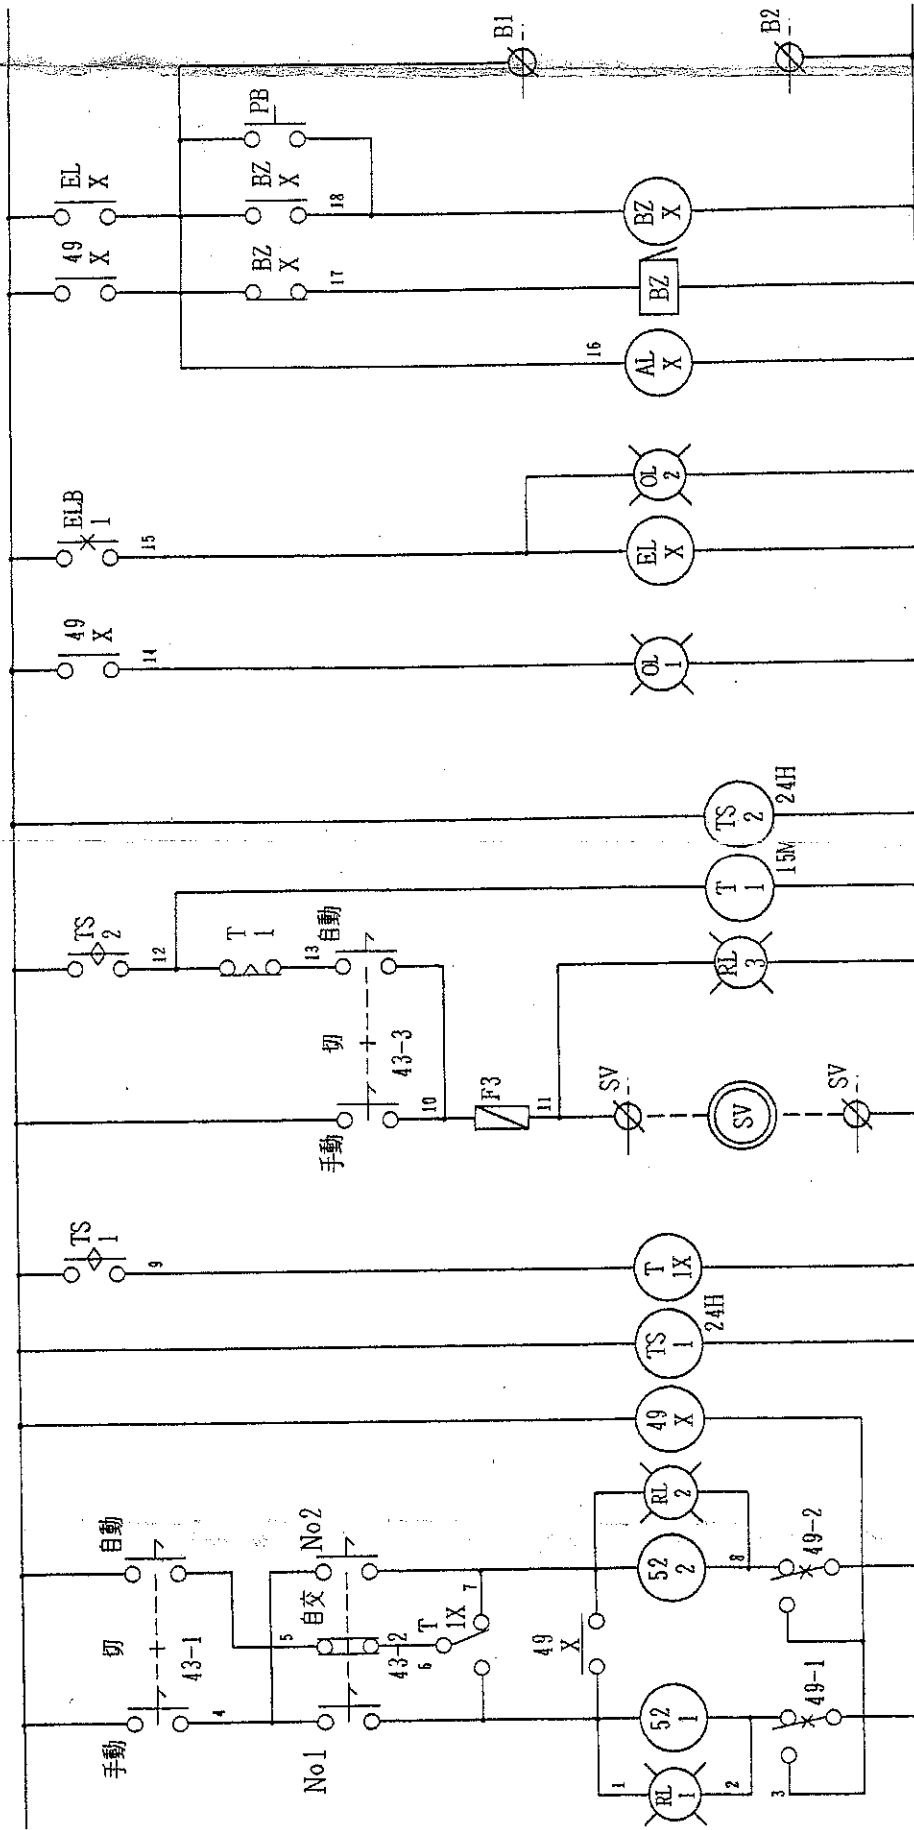 B1
B2
PB
EL
X
BZ
X
18
BZ
X
49
X
BZ
X
17
BZ
16
AL
X
ELB
1
15
OL
2
EL
X
49
X
14
OL
1
TS
2
24H
T
1
15M
TS
2
12
T
1
13
自動
切
43-3
手動
10
F3
11
RL
3
SV
SV
SV
TS
1
9
T
1X
TS
1
24H
49
X
自動
切
43-1
手動
4
5
No2
自交
43-2
No1
T
1X
6
7
49
X
RL
2
52
2
8
49-2
52
1
49-1
1
RL
1
2
3